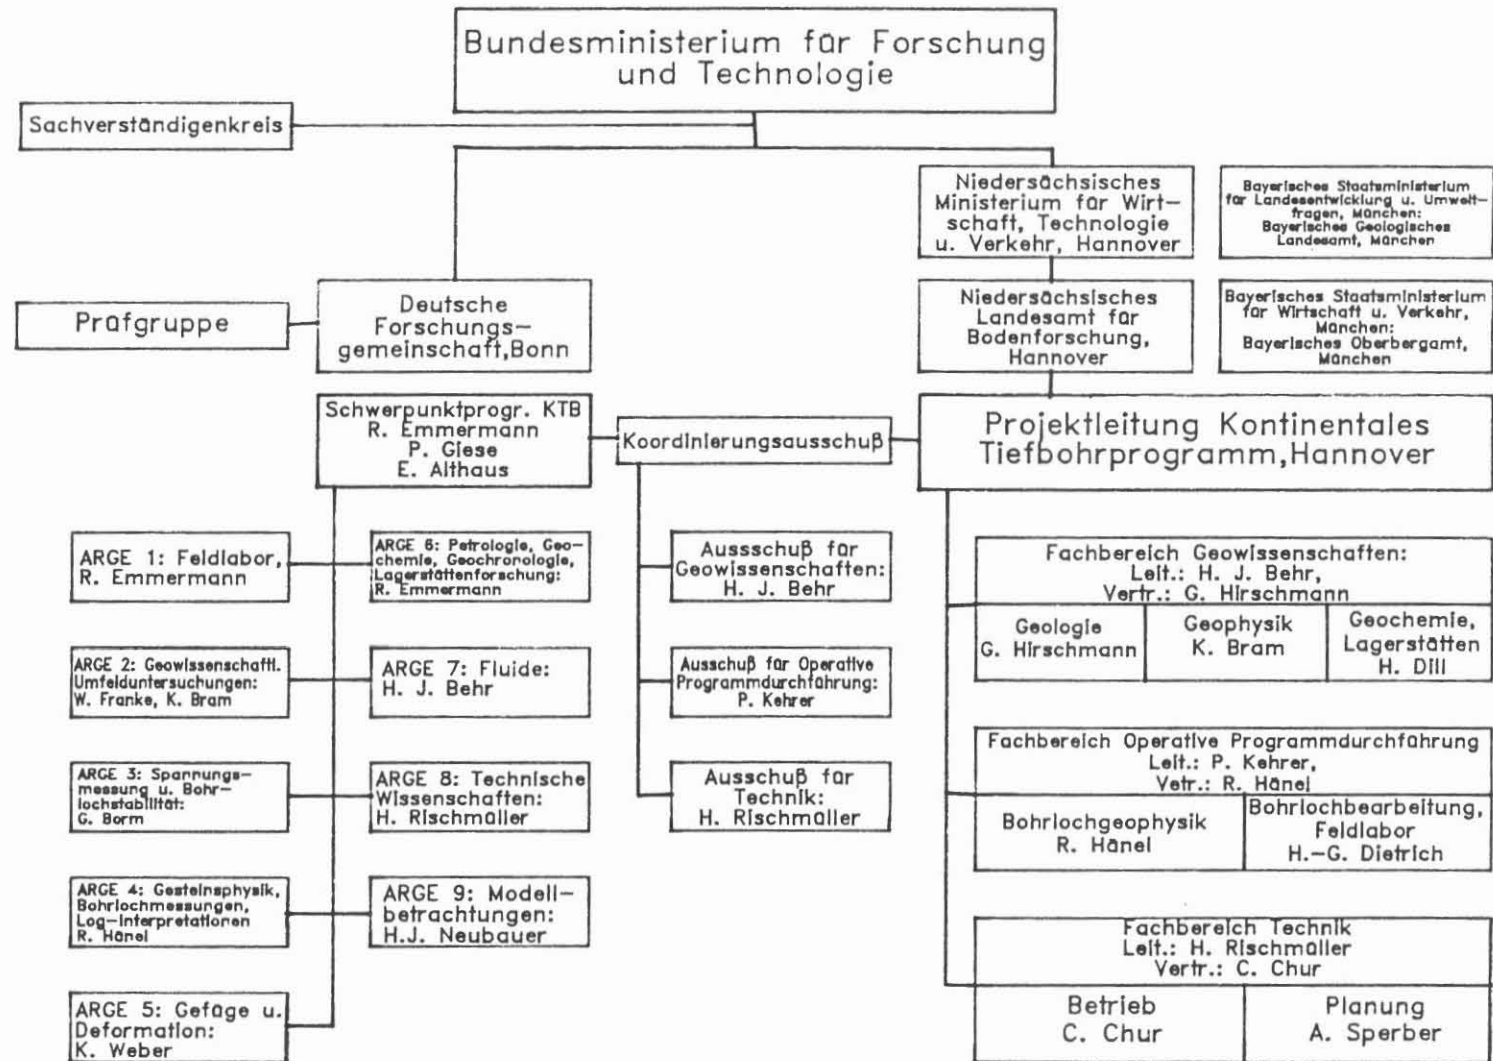 Bundesministerium für Forschung
und Technologie
Sachverständigenkreis
Niedersächsisches
Ministerium für Wirt-
schaft, Technologie
u. Verkehr, Hannover
Bayerisches Staatsministerium
für Landesentwicklung u. Umwelt-
fragen, München:
Bayerisches Geologisches
Landesamt, München
Prüfgruppe
Deutsche
Forschungs-
gemeinschaft,Bonn
Niedersächsisches
Landesamt für
Bodenforschung,
Hannover
Bayerisches Staatsministerium
für Wirtschaft u. Verkehr,
München:
Bayerisches Oberbergamt,
München
Schwerpunktprogr. KTB
R. Emmermann
P. Giese
E. Althaus
Koordinierungsausschuß
Projektleitung Kontinentales
Tiefbohrprogramm,Hannover
ARGE 1: Feldlabor,
R. Emmermann
ARGE 6: Petrologie, Geo-
chemie, Geochronologie,
Lagerstättenforschung:
R. Emmermann
ARGE 2: Geowissenschaftl.
Umfelduntersuchungen:
W. Franke, K. Bram
ARGE 7: Fluide:
H. J. Behr
ARGE 3: Spannungs-
messung u. Bohr-
lochstabilität:
G. Borm
ARGE 8: Technische
Wissenschaften:
H. Rischmüller
ARGE 4: Gesteinsphysik,
Bohrlochmessungen,
Log-Interpretationen
R. Hänel
ARGE 9: Modell-
betrachtungen:
H.J. Neubauer
ARGE 5: Gefüge u.
Deformation:
K. Weber
Aussschuß für
Geowissenschaften:
H. J. Behr
Ausschuß für Operative
Programmdurchführung:
P. Kehrer
Ausschuß für
Technik:
H. Rischmüller
Fachbereich Geowissenschaften:
Leit.: H. J. Behr,
Vertr.: G. Hirschmann
Geologie
G. Hirschmann
Geophysik
K. Bram
Geochemie,
Lagerstätten
H. Dill
Fachbereich Operative Programmdurchführung
Leit.: P. Kehrer,
Vetr.: R. Hänel
Bohrlochgeophysik
R. Hänel
Bohrlochbearbeitung,
Feldlabor
H.-G. Dietrich
Fachbereich Technik
Leit.: H. Rischmüller
Vertr.: C. Chur
Betrieb
C. Chur
Planung
A. Sperber